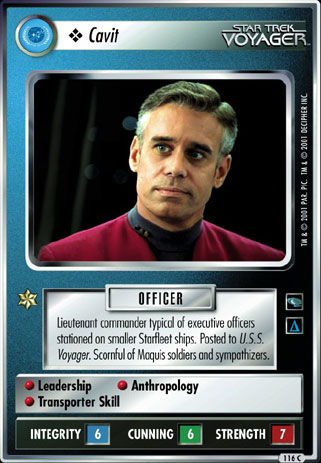 ❖ Cavit
STAR TREK
VOYAGER™
TM & © 2001 PAR. PIC. TM & © 2001 DECIPHER INC.
OFFICER
Lieutenant commander typical of executive officers
stationed on smaller Starfleet ships. Posted to U.S.S.
Voyager. Scornful of Maquis soldiers and sympathizers.
Leadership Anthropology
Transporter Skill
INTEGRITY 6 CUNNING 6 STRENGTH 7
116 C